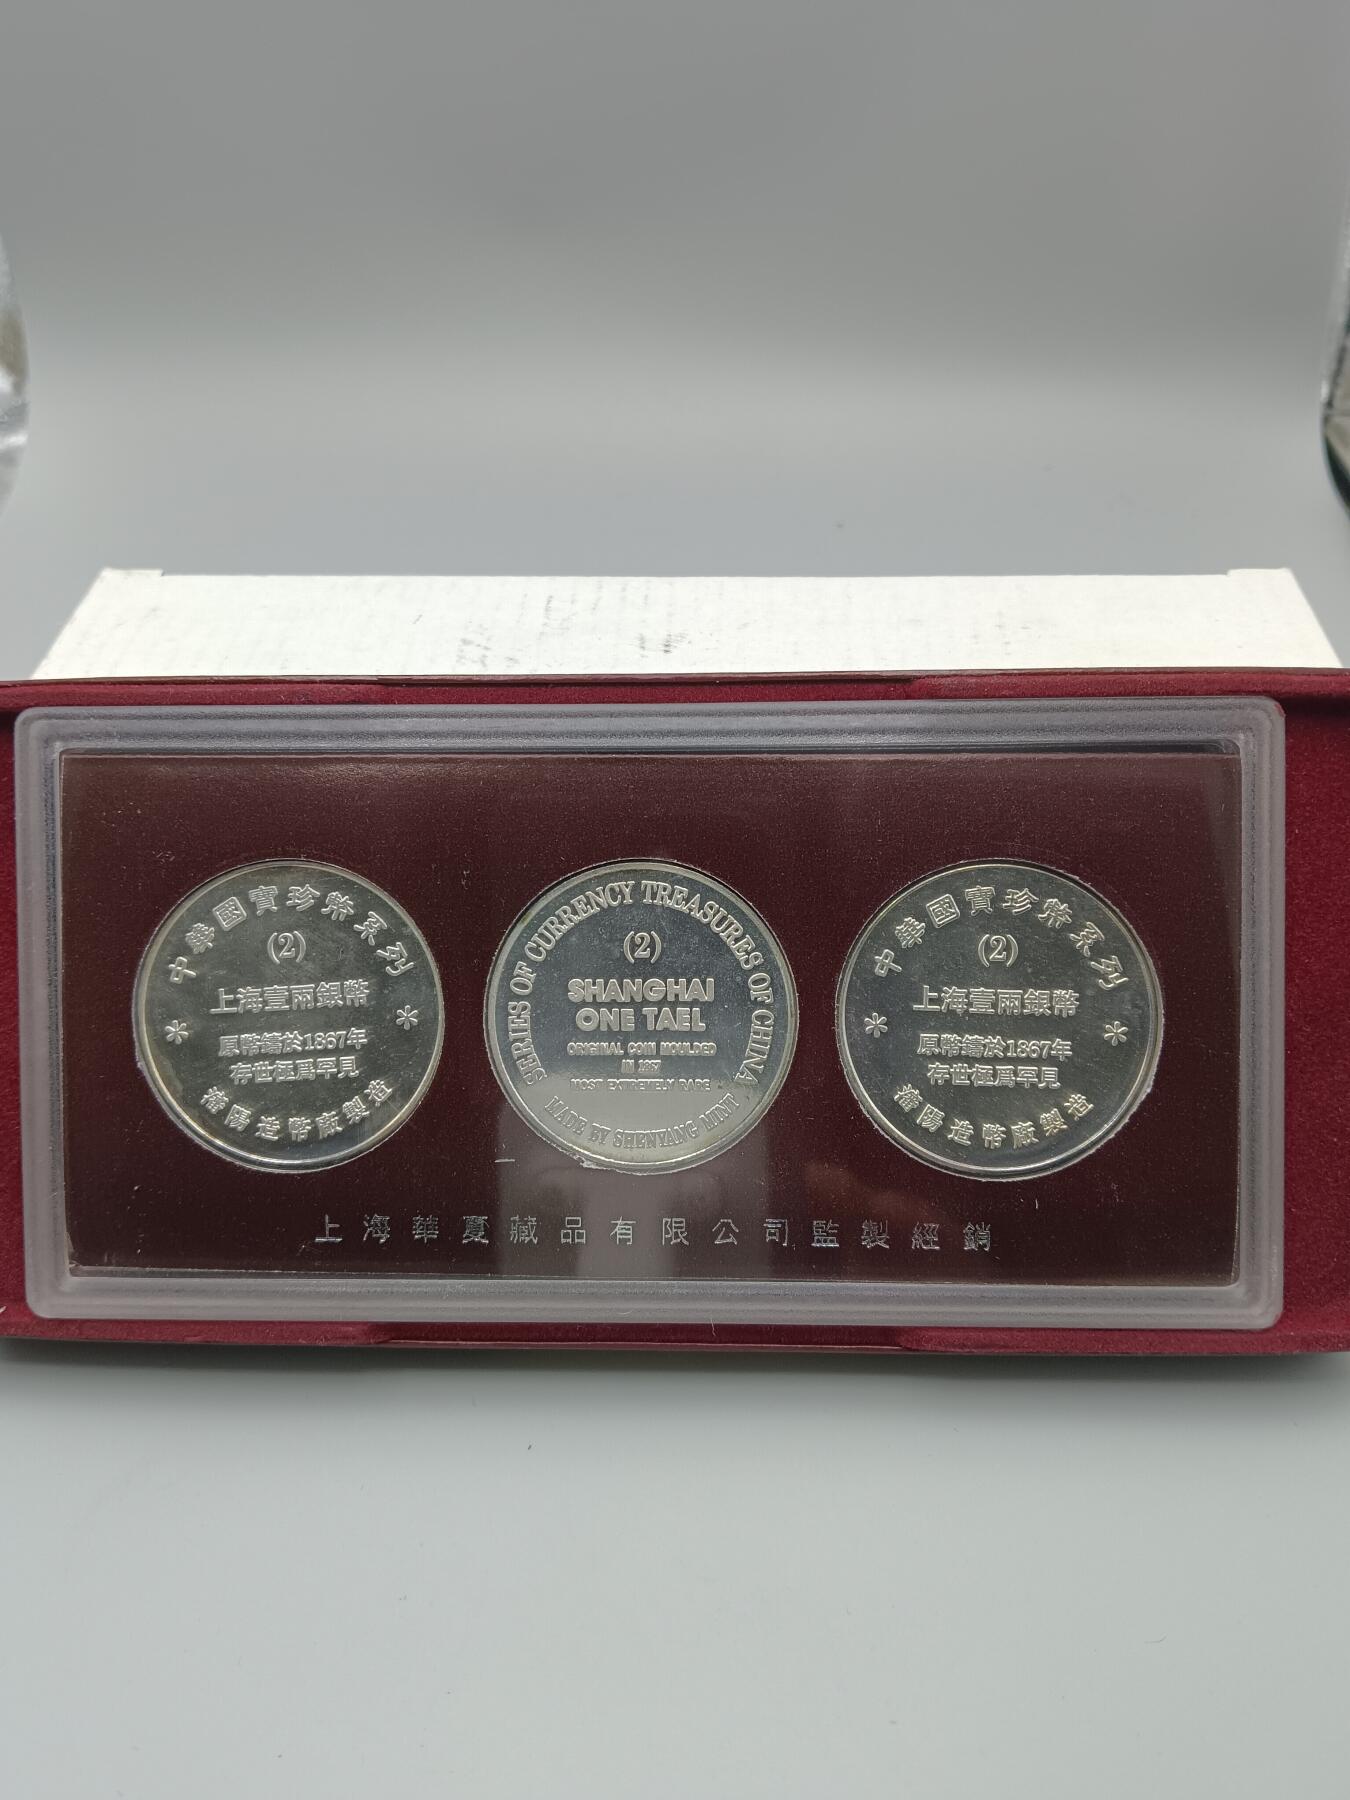 中華國寶珍幣系列
(2)
上海壹兩銀幣
原幣鑄於1867年
存世極爲罕見
瀋陽造幣廠製造
SERIES OF CURRENCY TREASURES OF CHINA
(2)
SHANGHAI
ONE TAEL
ORIGINAL COIN MOULDED
IN 1867
MOST EXTREMELY RARE
MADE BY SHENYANG MINT
中華國寶珍幣系列
(2)
上海壹兩銀幣
原幣鑄於1867年
存世極爲罕見
瀋陽造幣廠製造
上海華夏藏品有限公司監製經銷